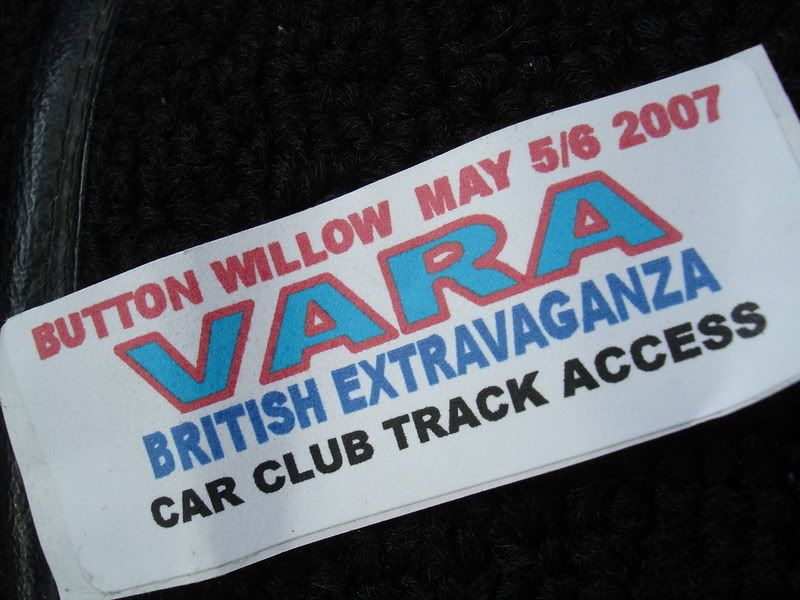 BUTTON WILLOW MAY 5/6 2007
VARA
BRITISH EXTRAVAGANZA
CAR CLUB TRACK ACCESS